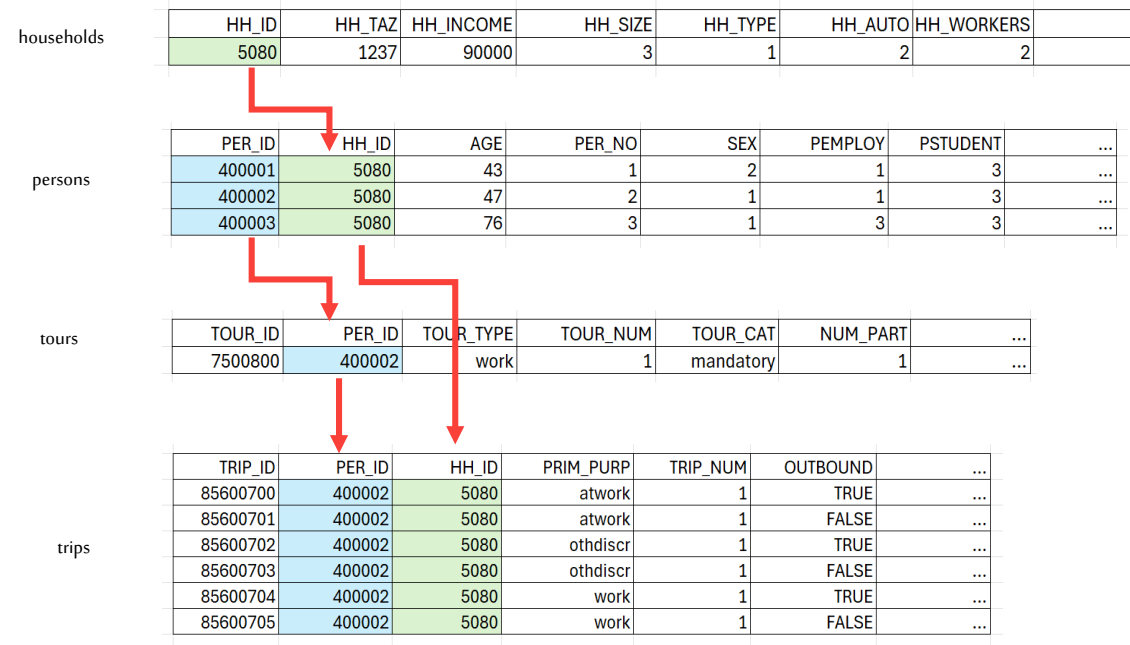 households
HH_ID HH_TAZ HH_INCOME HH_SIZE HH_TYPE HH_AUTO HH_WORKERS
5080 1237 90000 3 1 2 2
persons
PER_ID HH_ID AGE PER_NO SEX PEMPLOY PSTUDENT ...
400001 5080 43 1 2 1 3 ...
400002 5080 47 2 1 1 3 ...
400003 5080 76 3 1 3 3 ...
tours
TOUR_ID PER_ID TOUR_TYPE TOUR_NUM TOUR_CAT NUM_PART ...
7500800 400002 work 1 mandatory 1 ...
trips
TRIP_ID PER_ID HH_ID PRIM_PURP TRIP_NUM OUTBOUND ...
85600700 400002 5080 atwork 1 TRUE ...
85600701 400002 5080 atwork 1 FALSE ...
85600702 400002 5080 othdiscr 1 TRUE ...
85600703 400002 5080 othdiscr 1 FALSE ...
85600704 400002 5080 work 1 TRUE ...
85600705 400002 5080 work 1 FALSE ...